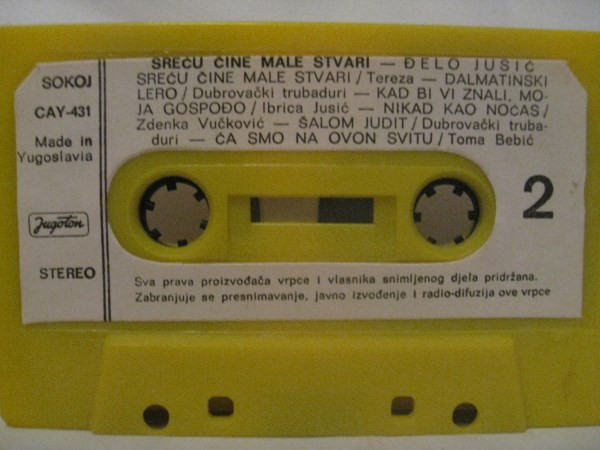 SREĆU ČINE MALE STVARI — ĐELO JUSIĆ
SREĆU ČINE MALE STVARI / Tereza — DALMATINSKI
LERO / Dubrovački trubaduri — KAD BI VI ZNALI, MO-
JA GOSPOĐO / Ibrica Jusić — NIKAD KAO NOĆAS /
Zdenka Vučković — ŠALOM JUDIT / Dubrovački truba-
duri — ČA SMO NA OVON SVITU / Toma Bebić
SOKOJ
CAY-431
Made in
Yugoslavia
Jugoton
STEREO
2
Sva prava proizvođača vrpce i vlasnika snimljenog djela pridržana.
Zabranjuje se presnimavanje, javno izvođenje i radio-difuzija ove vrpce